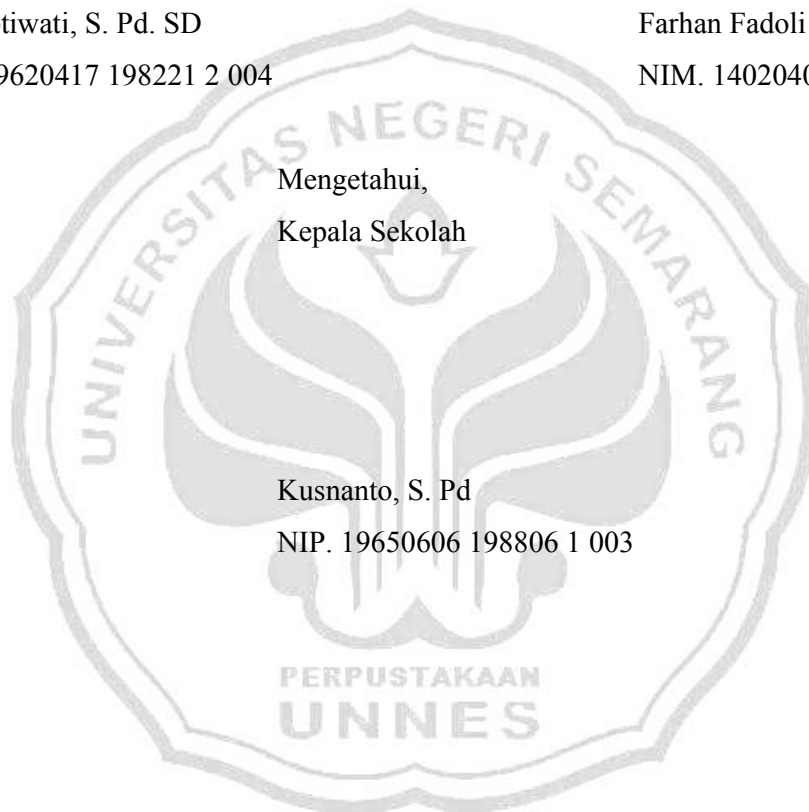 tiwati, S. Pd. SD
Farhan Fadoli
9620417 198221 2 004
NIM. 1402040
UNIVERSITAS NEGERI SEMARANG
Mengetahui,
Kepala Sekolah
Kusnanto, S. Pd
NIP. 19650606 198806 1 003
PERPUSTAKAAN
UNNES